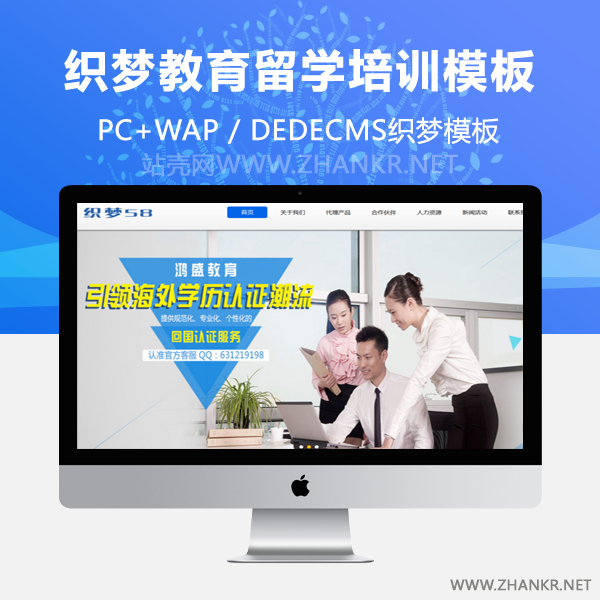 织梦教育留学培训模板
PC+WAP / DEDECMS织梦模板
站壳网WWW.ZHANKR.NET
织梦58
首页 关于我们 代理产品 合作伙伴 人力资源 新闻活动 联系
鸿盛教育
引领海外学历认证潮流
提供规范化、专业化、个性化的
回国认证服务
认准官方客服 QQ：631219198
WWW.ZHANKR.NET